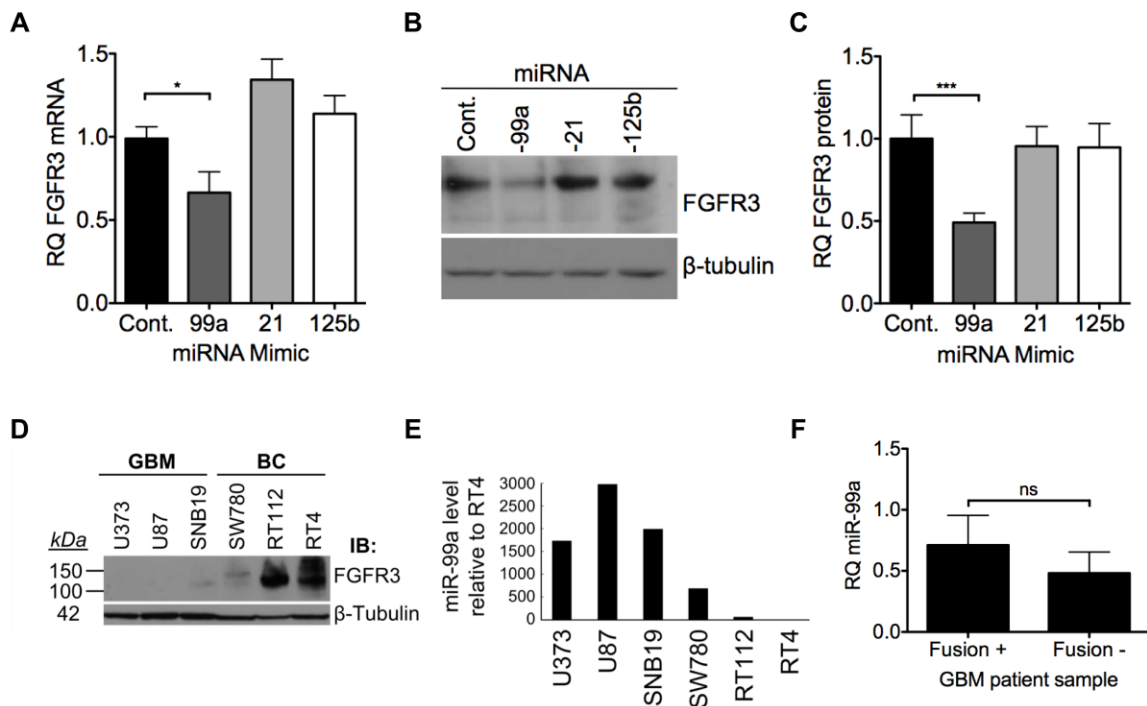 A
RQ FGFR3 mRNA
1.5
1.0
0.5
0.0
*
Cont. 99a 21 125b
miRNA Mimic
B
miRNA
Cont. -99a -21 -125b
FGFR3
β-tubulin
C
RQ FGFR3 protein
1.5
1.0
0.5
0.0
***
Cont. 99a 21 125b
miRNA Mimic
D
GBM BC
U373 U87 SNB19 SW780 RT112 RT4
kDa IB:
150
100
FGFR3
42
β-Tubulin
E
miR-99a level
relative to RT4
3000
2500
2000
1500
1000
500
0
U373 U87 SNB19 SW780 RT112 RT4
F
RQ miR-99a
1.5
1.0
0.5
0.0
ns
Fusion + Fusion -
GBM patient sample